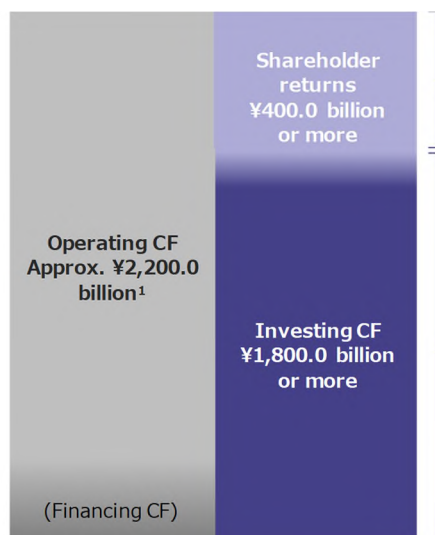 Shareholder
returns
¥400.0 billion
or more
Operating CF
Approx. ¥2,200.0
billion¹
Investing CF
¥1,800.0 billion
or more
(Financing CF)